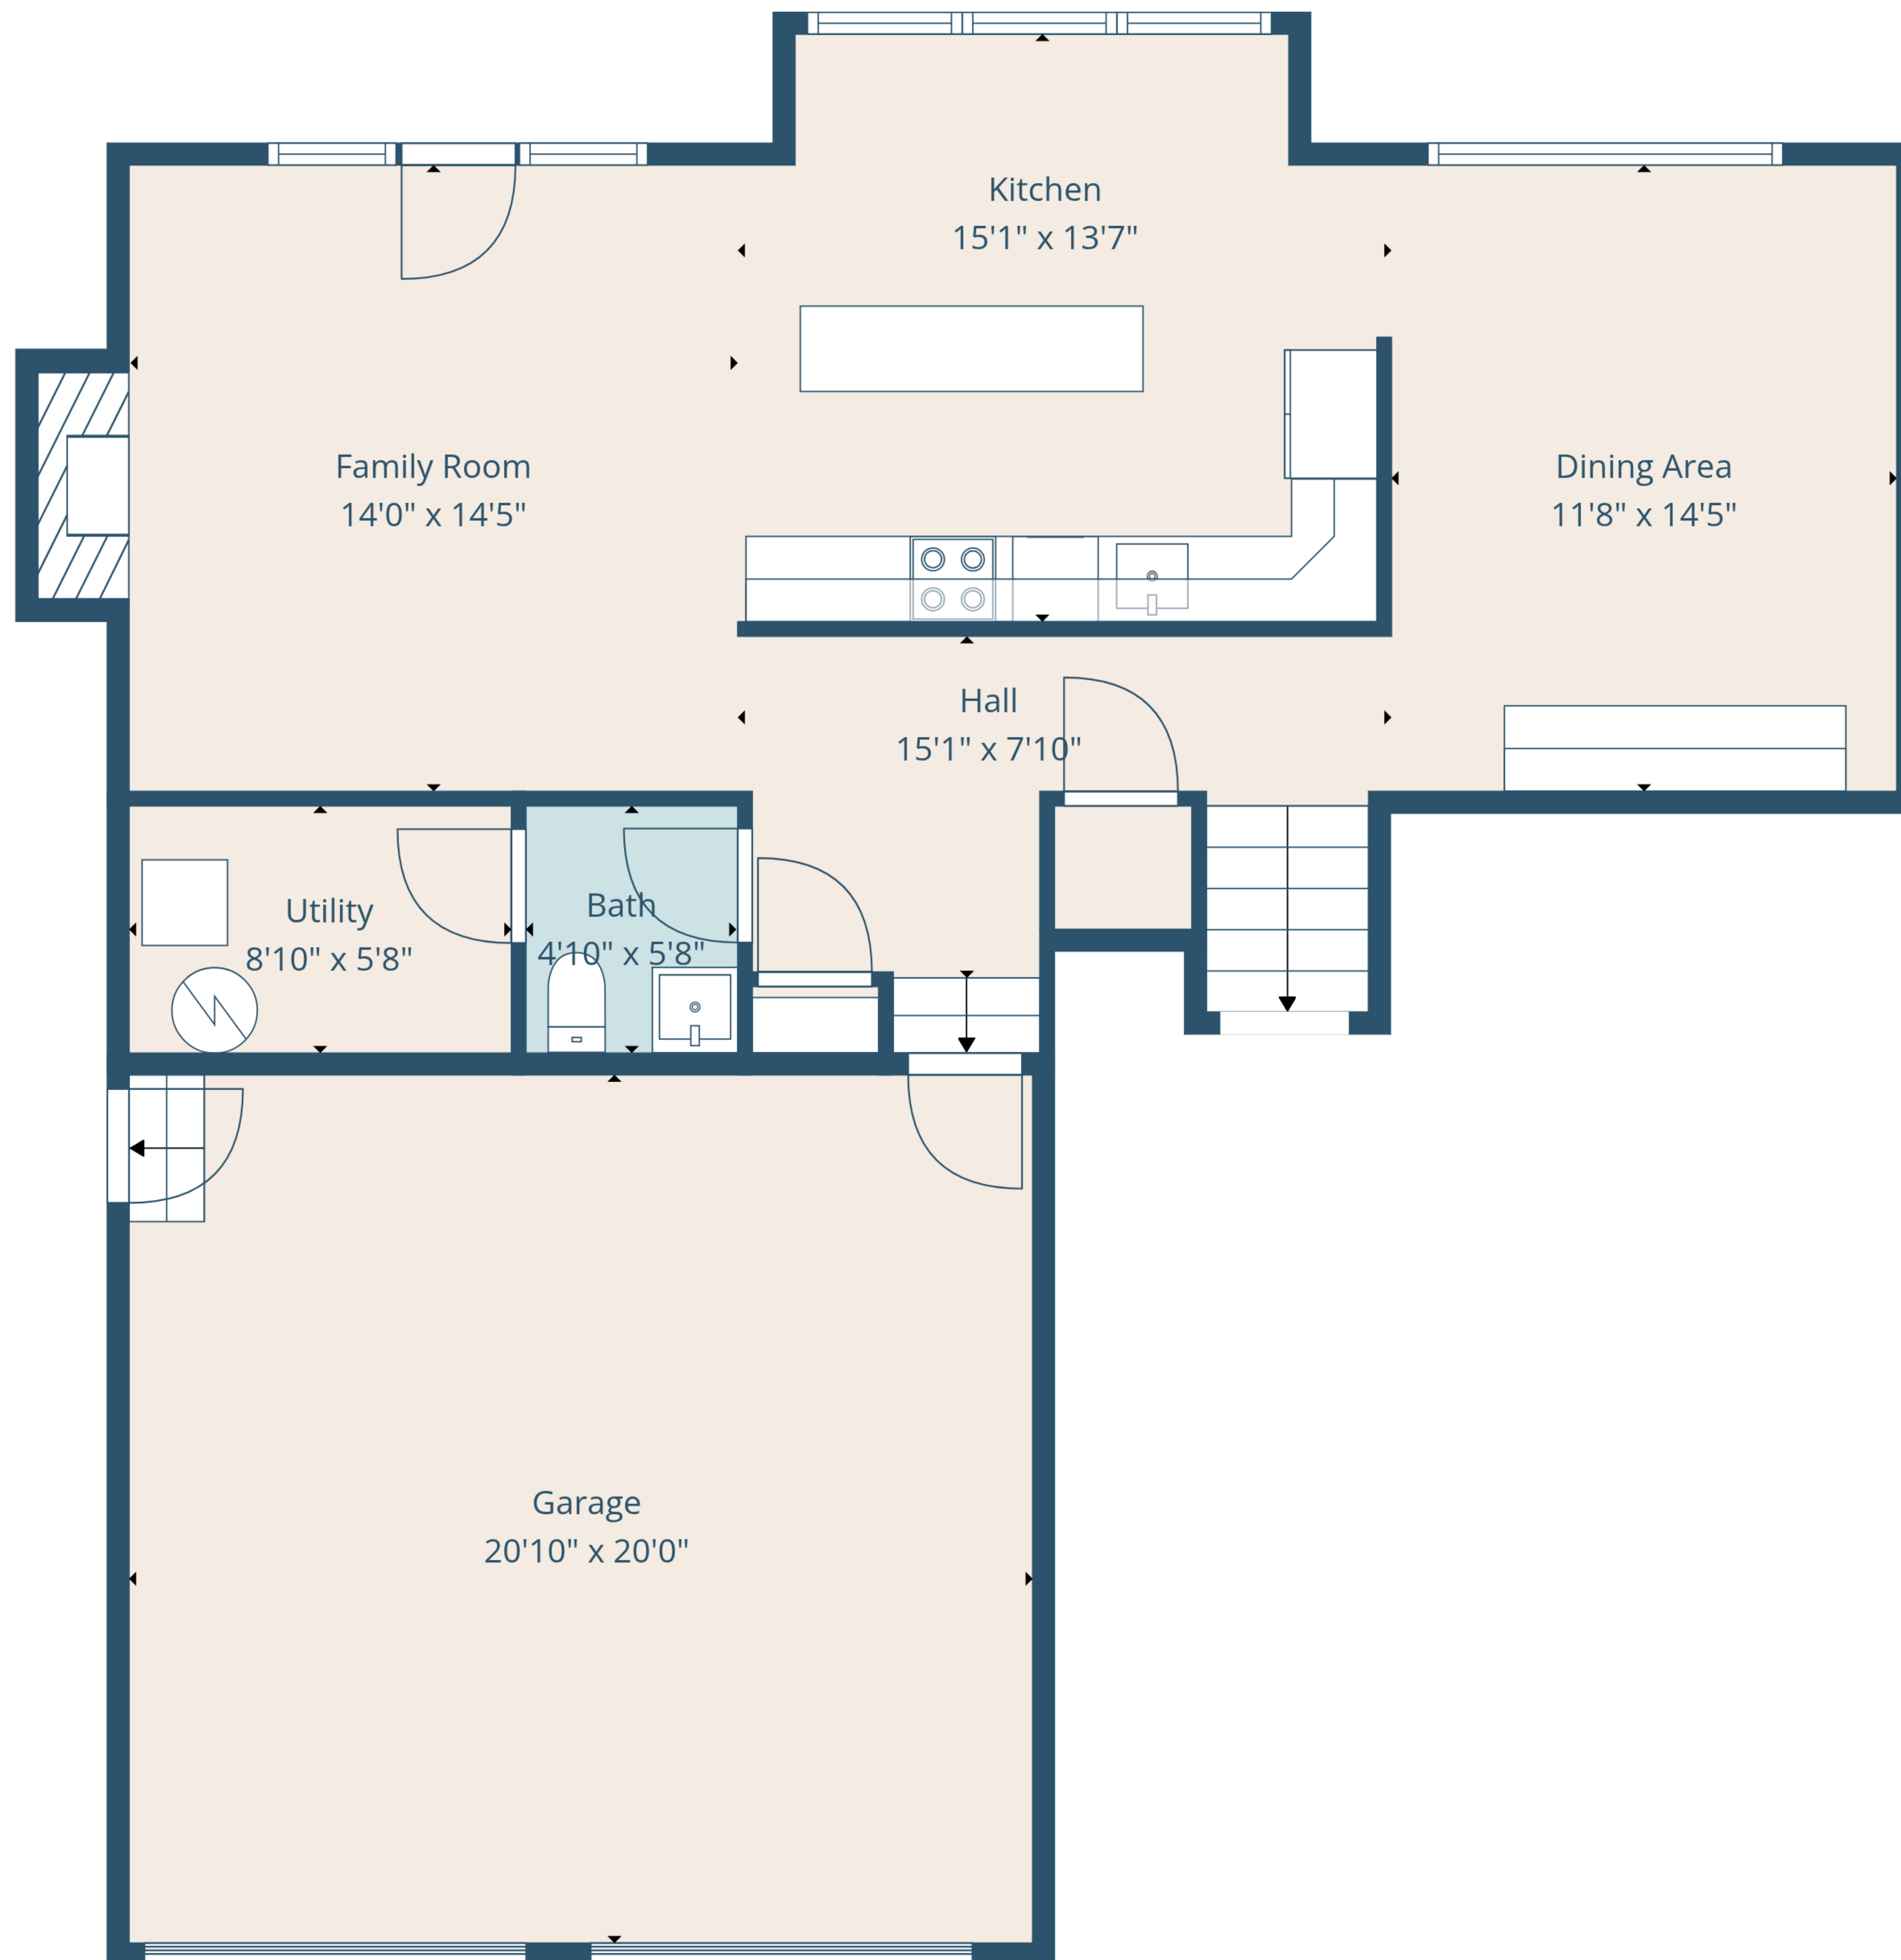 Kitchen
15'1" x 13'7"
Family Room
14'0" x 14'5"
Dining Area
11'8" x 14'5"
Hall
15'1" x 7'10"
Utility
8'10" x 5'8"
Bath
4'10" x 5'8"
Garage
20'10" x 20'0"